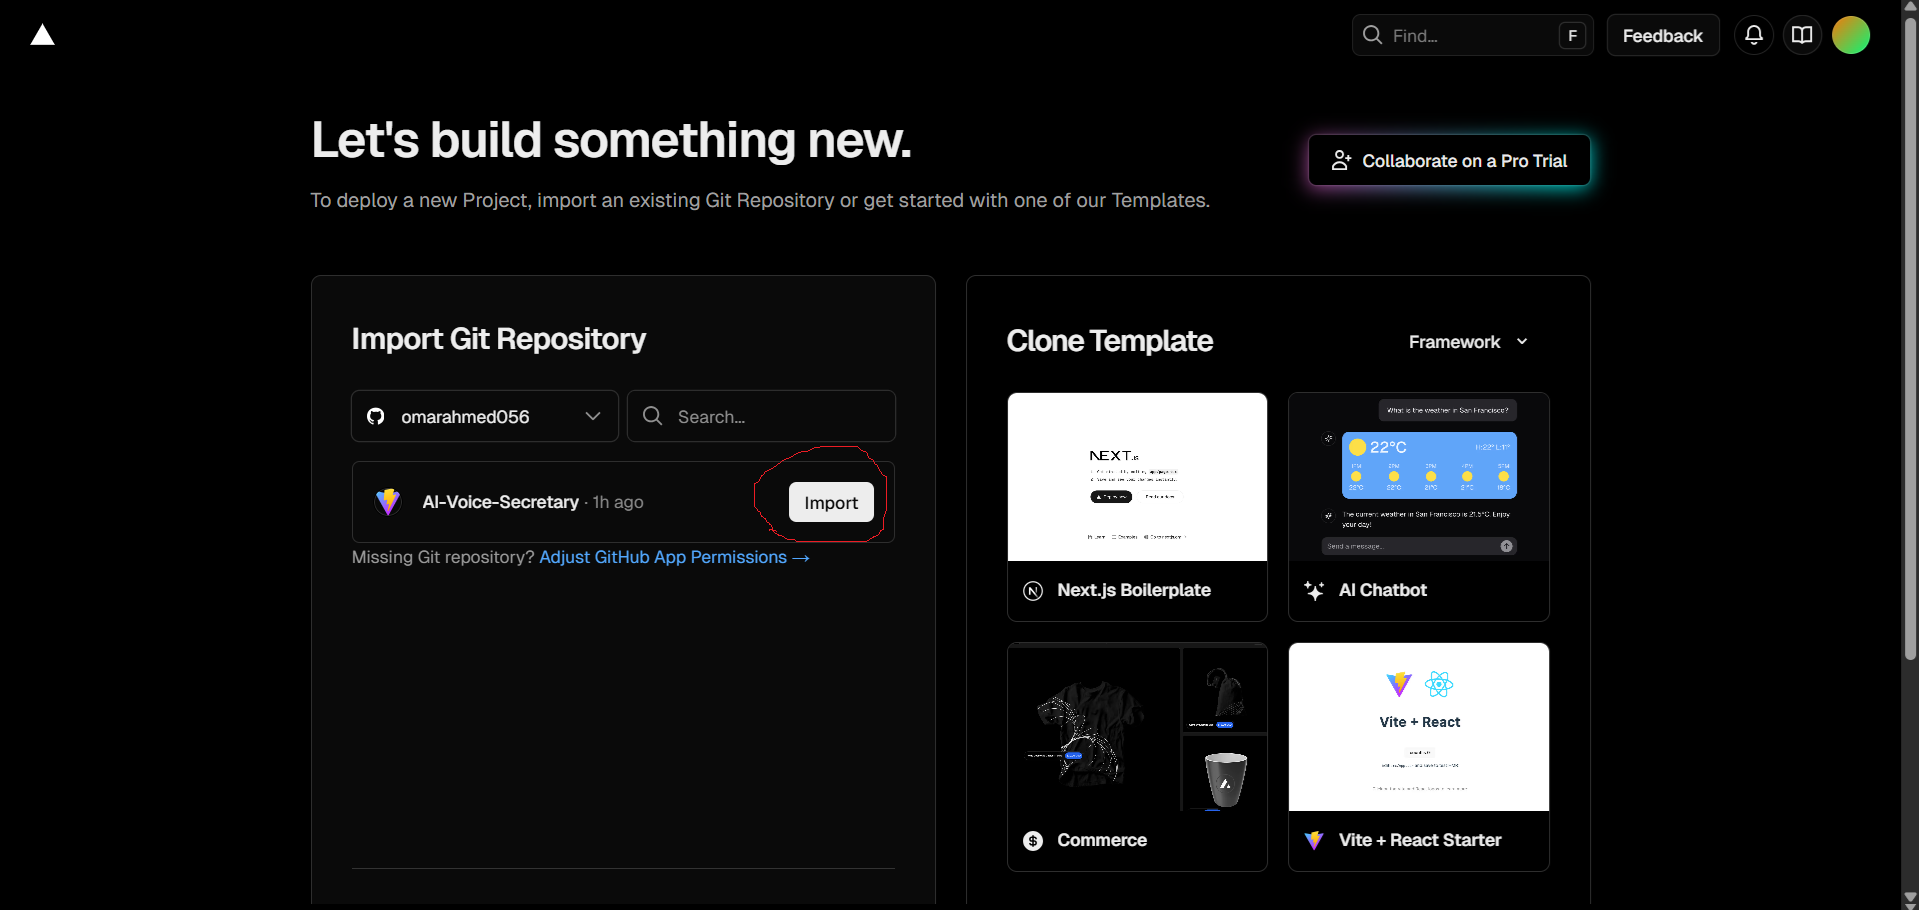 Find...
F
Feedback
Let's build something new.
To deploy a new Project, import an existing Git Repository or get started with one of our Templates.
Collaborate on a Pro Trial
Import Git Repository
omarahmed056
Search...
AI-Voice-Secretary · 1h ago
Import
Missing Git repository? Adjust GitHub App Permissions →
Clone Template
Framework
NEXT.js
Learn
Examples
Next.js Boilerplate
What is the weather in San Francisco?
22°C
The current weather in San Francisco is 21.5°C. Enjoy
your day!
Send a message...
AI Chatbot
Commerce
Vite + React
Vite + React Starter